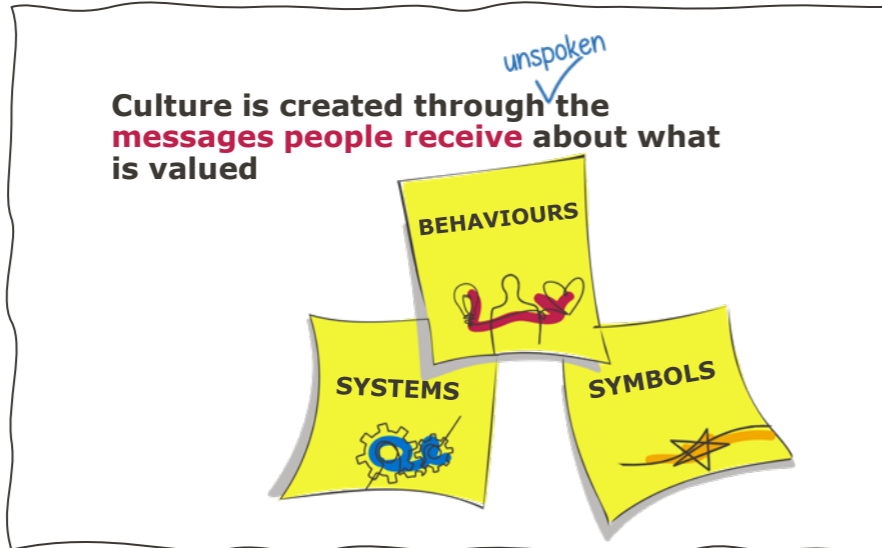 unspoken
Culture is created through the
messages people receive about what
is valued
BEHAVIOURS
SYSTEMS
SYMBOLS